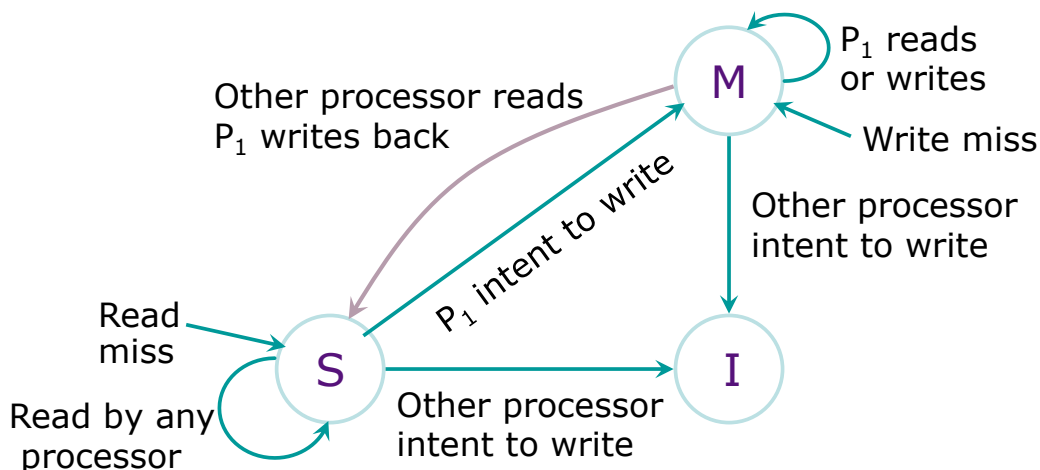 P₁ reads
or writes
M
Other processor reads
P₁ writes back
Write miss
P₁ intent to write
Other processor
intent to write
Read
miss
S
I
Read by any
processor
Other processor
intent to write